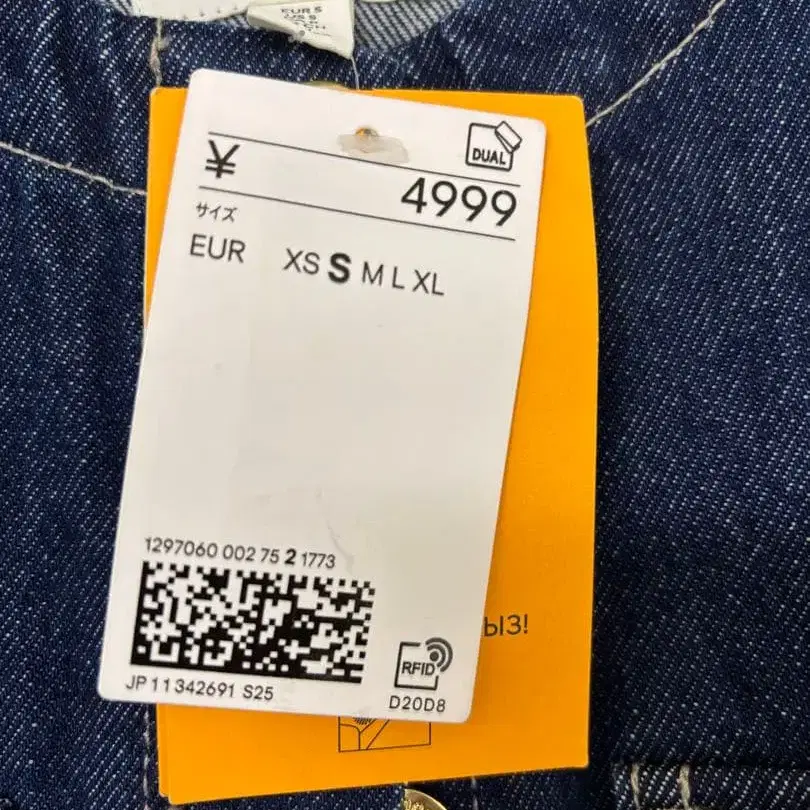 EUR S
DUAL
¥ 4999
サイズ
EUR XS S M L XL
1297060 002 75 2 1773
JP 11 342691 S25
RFID
D20D8
ЫЗ!